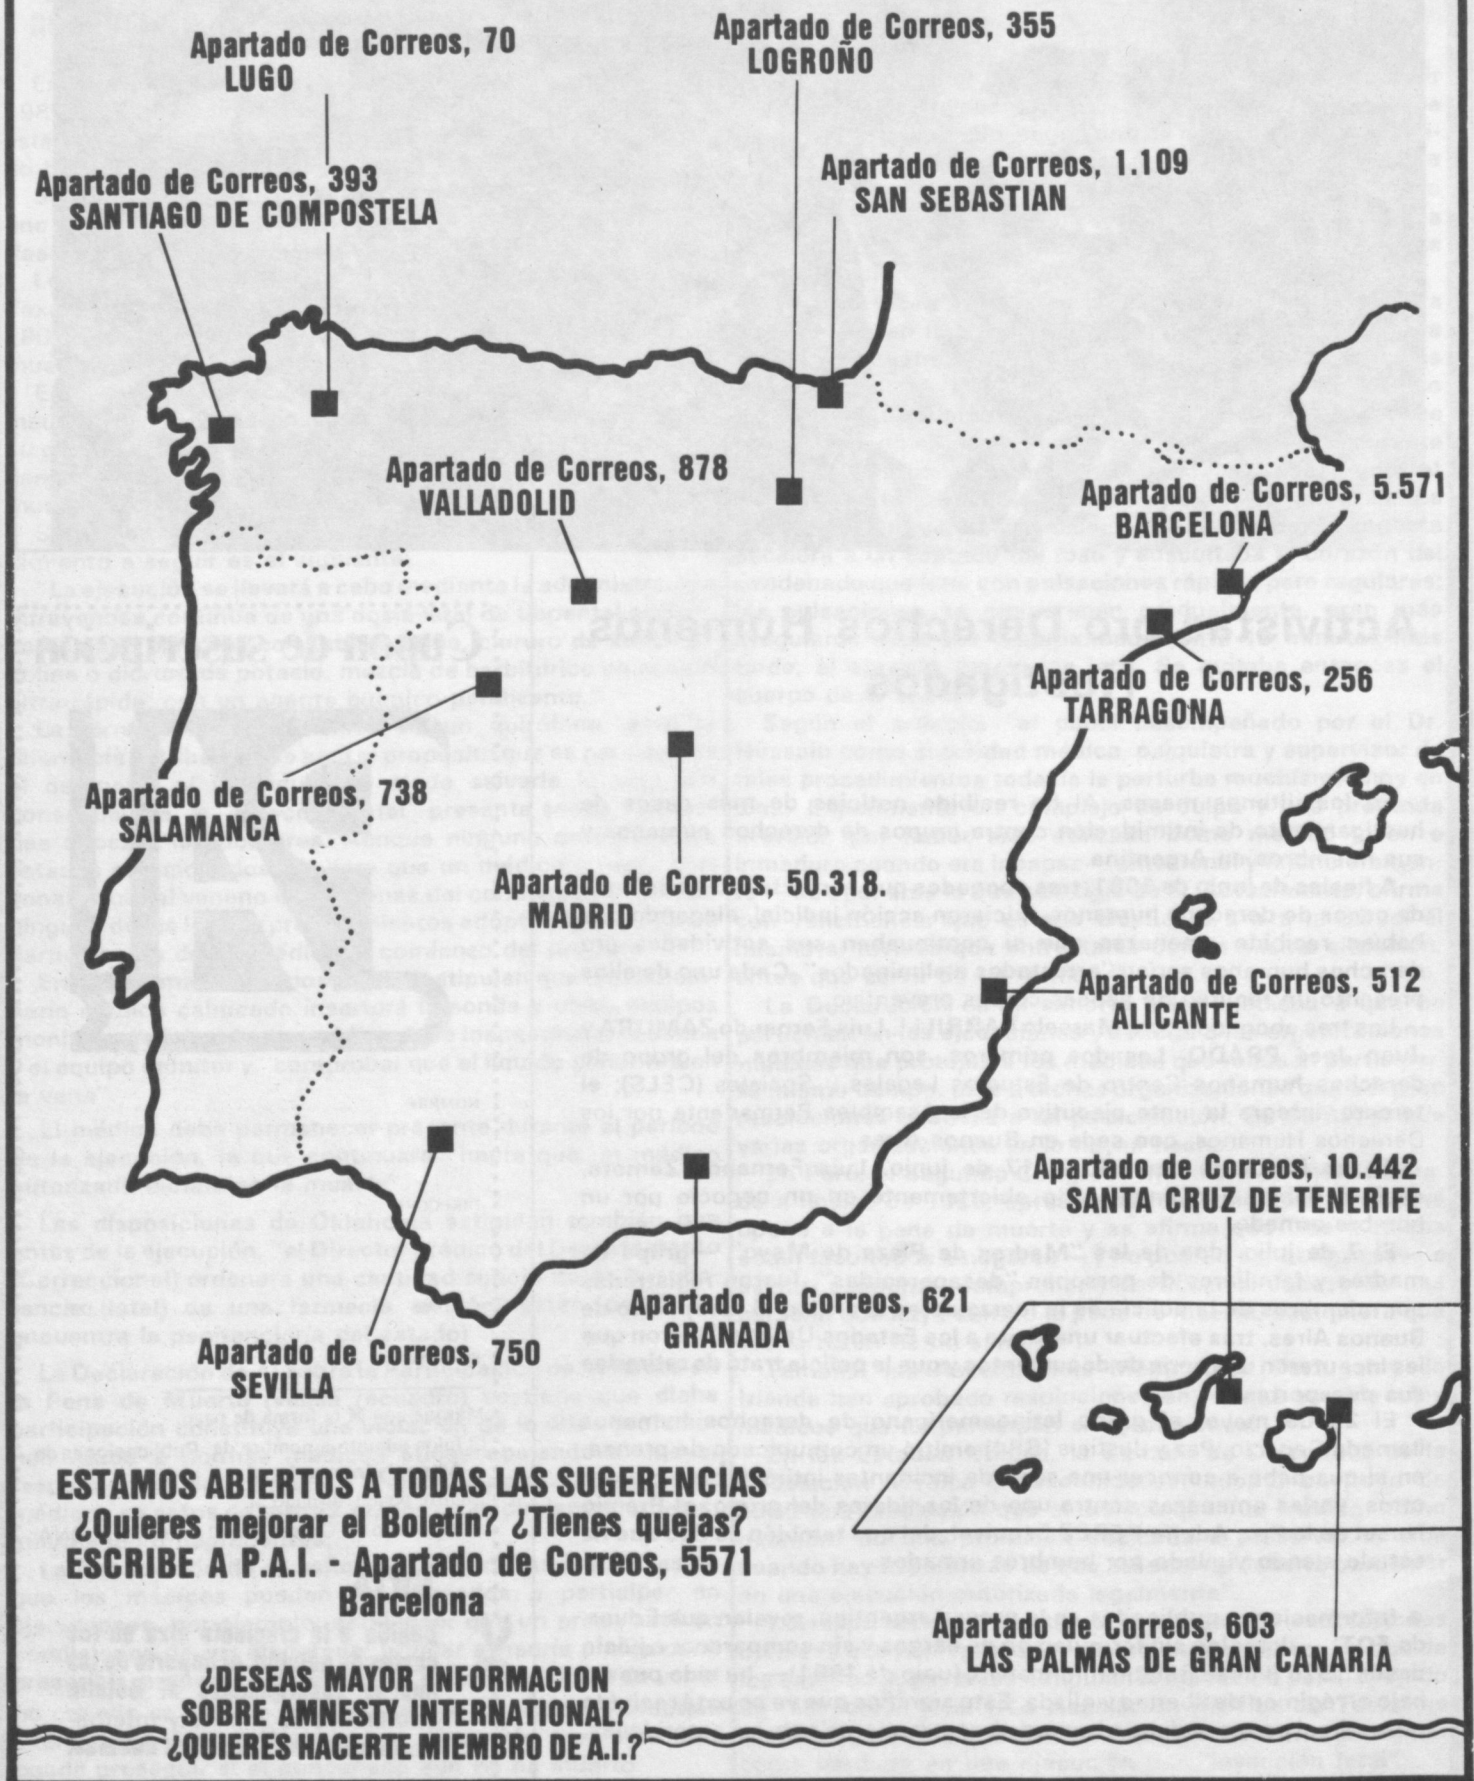 Apartado de Correos, 70
LUGO
Apartado de Correos, 355
LOGROÑO
Apartado de Correos, 393
SANTIAGO DE COMPOSTELA
Apartado de Correos, 1.109
SAN SEBASTIAN
Apartado de Correos, 878
VALLADOLID
Apartado de Correos, 5.571
BARCELONA
Apartado de Correos, 256
TARRAGONA
Apartado de Correos, 738
SALAMANCA
Apartado de Correos, 50.318
MADRID
Apartado de Correos, 512
ALICANTE
Apartado de Correos, 10.442
SANTA CRUZ DE TENERIFE
Apartado de Correos, 621
GRANADA
Apartado de Correos, 750
SEVILLA
ESTAMOS ABIERTOS A TODAS LAS SUGERENCIAS
¿Quieres mejorar el Boletín? ¿Tienes quejas?
ESCRIBE A P.A.I. - Apartado de Correos, 5571
Barcelona
Apartado de Correos, 603
LAS PALMAS DE GRAN CANARIA
¿DESEAS MAYOR INFORMACION
SOBRE AMNESTY INTERNATIONAL?
¿QUIERES HACERTE MIEMBRO DE A.I.?